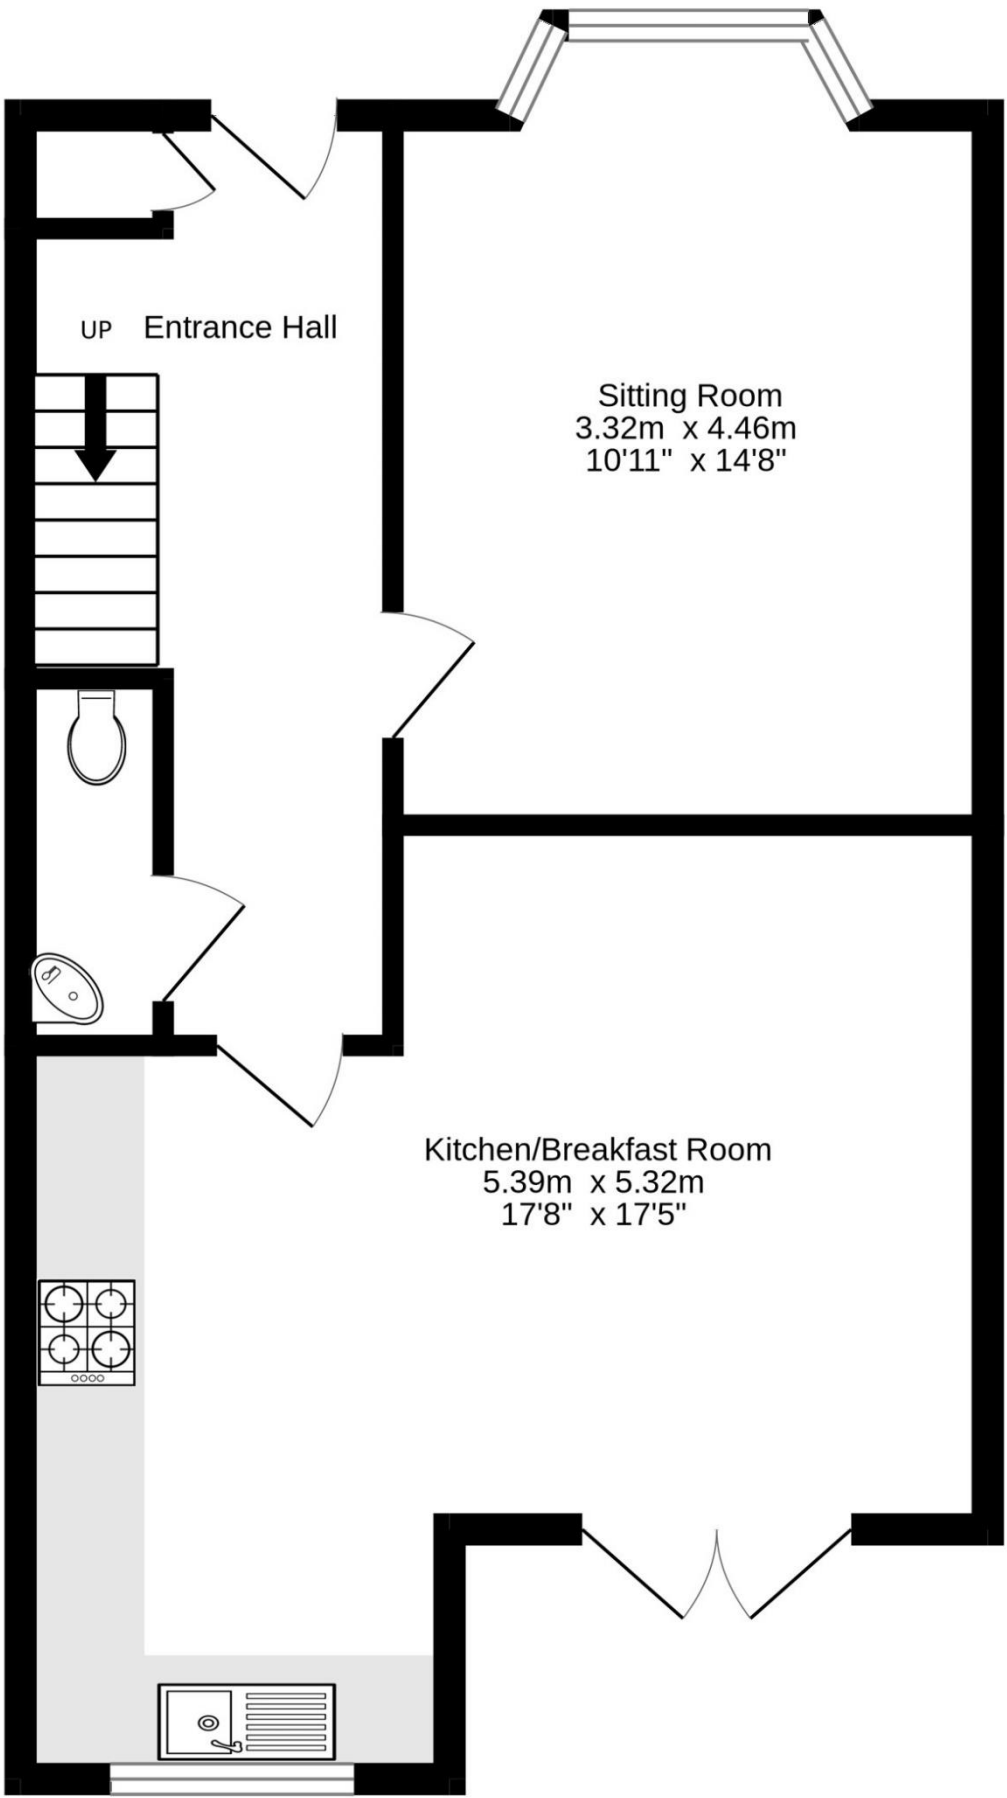 UP Entrance Hall
Sitting Room
3.32m x 4.46m
10'11" x 14'8"
Kitchen/Breakfast Room
5.39m x 5.32m
17'8" x 17'5"